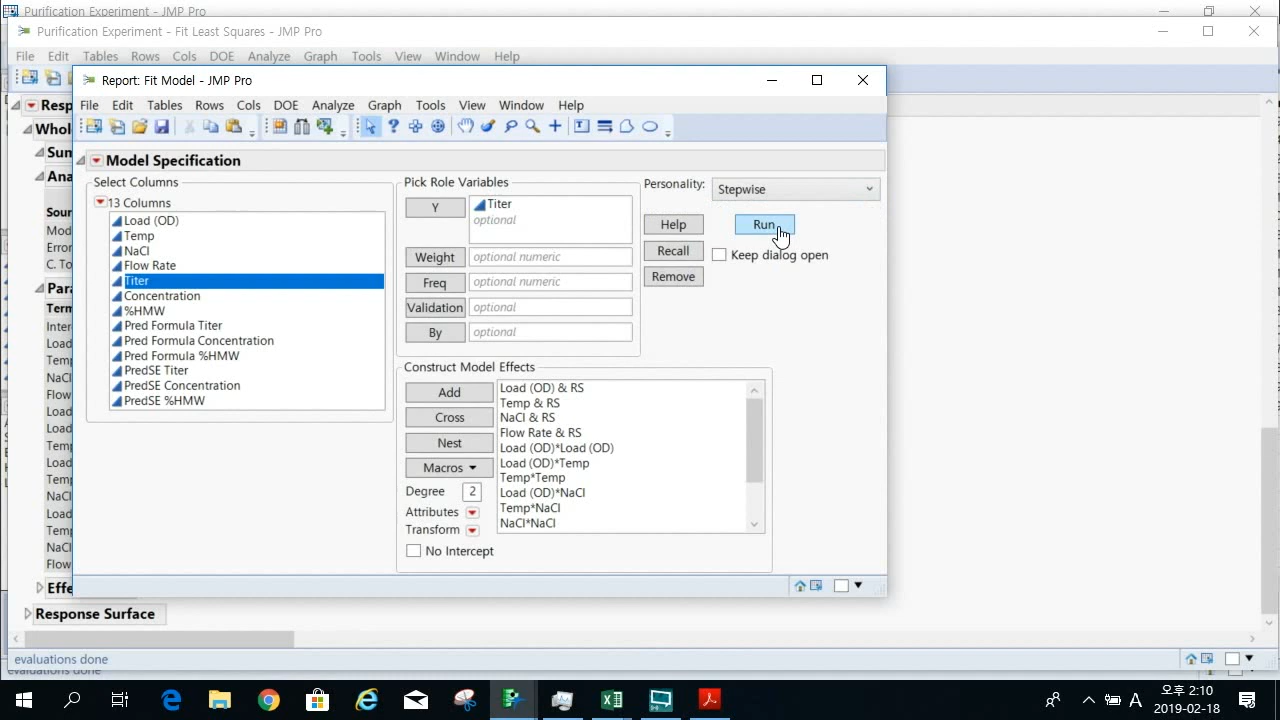 Purification Experiment - JMP Pro
Purification Experiment - Fit Least Squares - JMP Pro
File Edit Tables Rows Cols DOE Analyze Graph Tools View Window Help
Report: Fit Model - JMP Pro
File Edit Tables Rows Cols DOE Analyze Graph Tools View Window Help
Resp
Whol
Sum
Ana
Sour
Mod
Error
C. To
Para
Term
Inter
Load
Temp
NaCl
Flow
Load
Load
Temp
Load
Temp
NaCl
Load
Temp
NaCl
Flow
Effe
Response Surface
Model Specification
Select Columns
13 Columns
Load (OD)
Temp
NaCl
Flow Rate
Titer
Concentration
%HMW
Pred Formula Titer
Pred Formula Concentration
Pred Formula %HMW
PredSE Titer
PredSE Concentration
PredSE %HMW
Pick Role Variables
Y Titer
optional
Weight optional numeric
Freq optional numeric
Validation optional
By optional
Personality: Stepwise
Help Run
Recall Keep dialog open
Remove
Construct Model Effects
Add
Cross
Nest
Macros
Degree 2
Attributes
Transform
No Intercept
Load (OD) & RS
Temp & RS
NaCl & RS
Flow Rate & RS
Load (OD)*Load (OD)
Load (OD)*Temp
Temp*Temp
Load (OD)*NaCl
Temp*NaCl
NaCl*NaCl
evaluations done
evaluations done
A
오후 2:10
2019-02-18